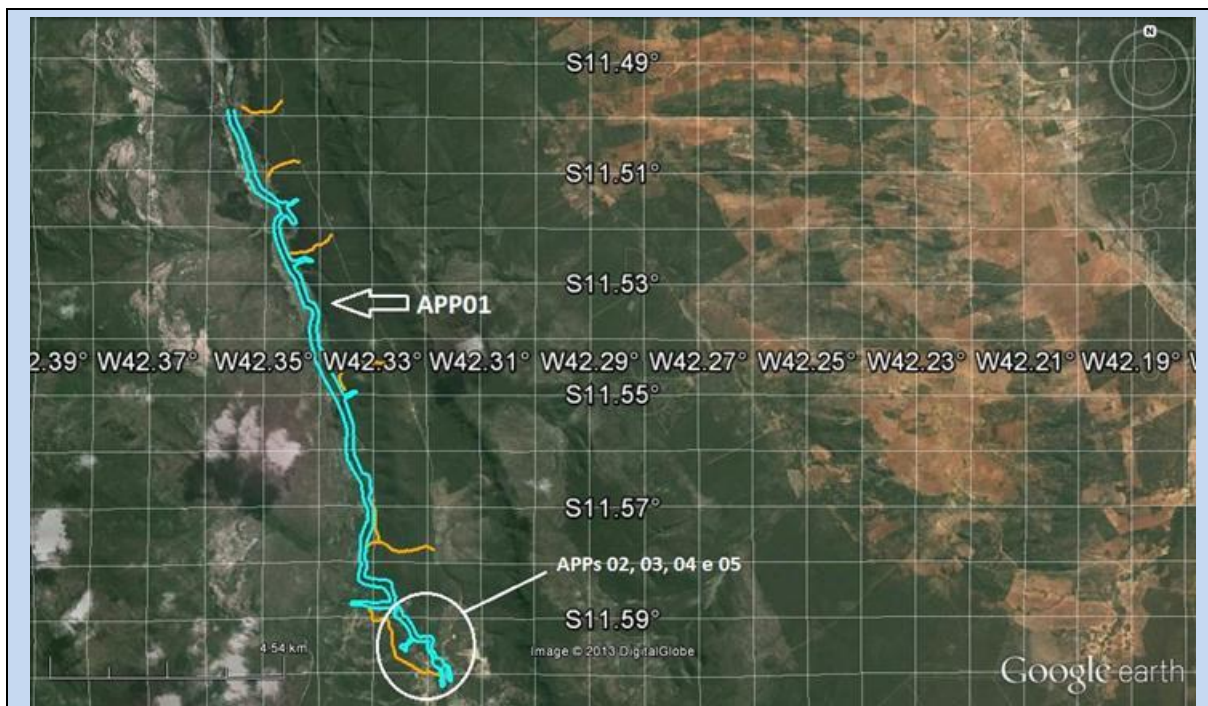 N
S11.49°
S11.51°
S11.53°
APP01
2.39° W42.37° W42.35° W42.33° W42.31° W42.29° W42.27° W42.25° W42.23° W42.21° W42.19° W
S11.55°
S11.57°
APPs 02, 03, 04 e 05
S11.59°
4.54 km
Image © 2013 DigitalGlobe
Google earth